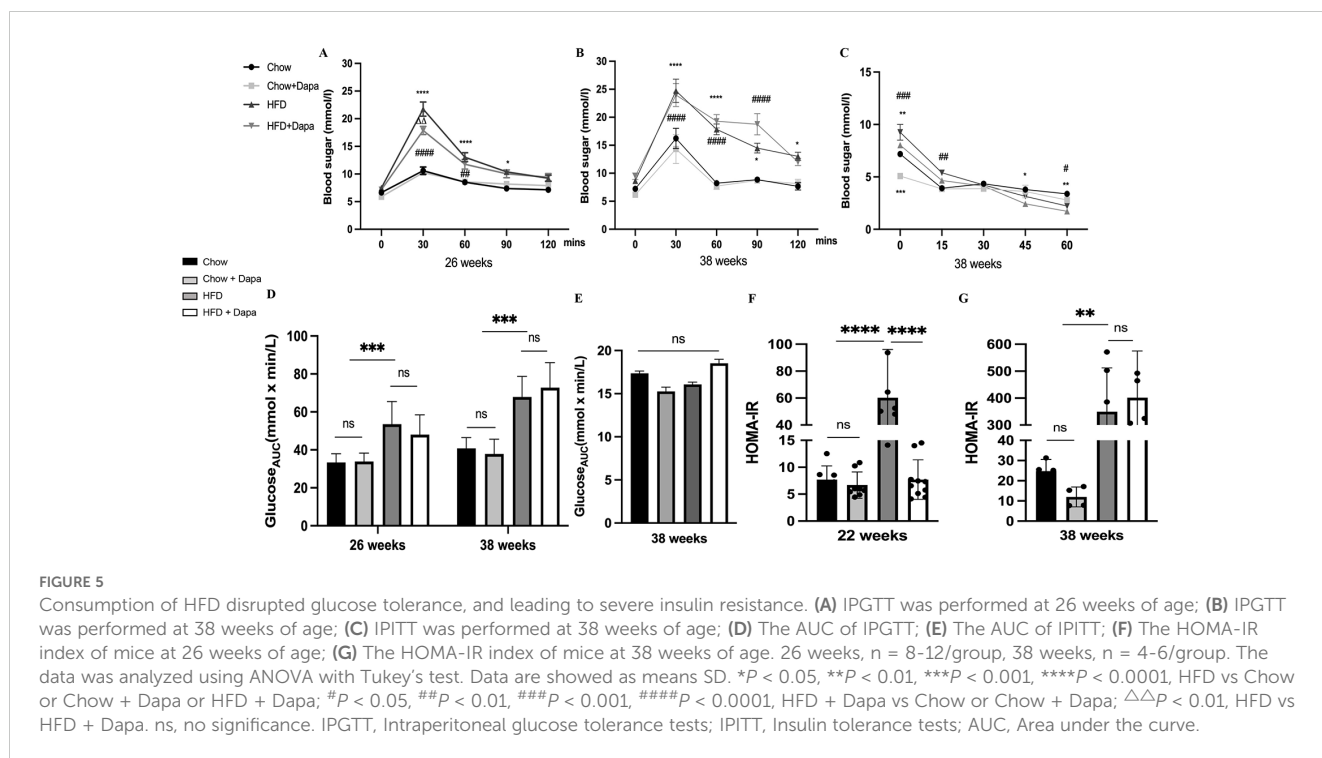 A
B
C
Chow
Chow+Dapa
HFD
HFD+Dapa
Blood sugar (mmol/l)
30
25
20
15
10
5
0
****
ΔΔ
####
****
##
*
0 30 60 90 120 mins
26 weeks
Blood sugar (mmol/l)
30
25
20
15
10
5
0
****
####
****
####
####
*
*
0 30 60 90 120 mins
38 weeks
Blood sugar (mmol/l)
15
10
5
0
###
**
***
##
*
#
**
0 15 30 45 60
38 weeks
Chow
Chow + Dapa
HFD
HFD + Dapa
D
E
F
G
Glucose AUC(mmol x min/L)
100
80
60
40
20
0
ns
***
ns
ns
***
ns
26 weeks 38 weeks
Glucose AUC(mmol x min/L)
20
15
10
5
0
ns
38 weeks
HOMA-IR
100
80
60
40
15
10
5
0
ns
**** ****
22 weeks
HOMA-IR
600
500
400
300
40
30
20
10
0
ns
**
ns
38 weeks
FIGURE 5
Consumption of HFD disrupted glucose tolerance, and leading to severe insulin resistance. (A) IPGTT was performed at 26 weeks of age; (B) IPGTT
was performed at 38 weeks of age; (C) IPITT was performed at 38 weeks of age; (D) The AUC of IPGTT; (E) The AUC of IPITT; (F) The HOMA-IR
index of mice at 26 weeks of age; (G) The HOMA-IR index of mice at 38 weeks of age. 26 weeks, n = 8-12/group, 38 weeks, n = 4-6/group. The
data was analyzed using ANOVA with Tukey's test. Data are showed as means SD. *P < 0.05, **P < 0.01, ***P < 0.001, ****P < 0.0001, HFD vs Chow
or Chow + Dapa or HFD + Dapa; #P < 0.05, ##P < 0.01, ###P < 0.001, ####P < 0.0001, HFD + Dapa vs Chow or Chow + Dapa; △△P < 0.01, HFD vs
HFD + Dapa. ns, no significance. IPGTT, Intraperitoneal glucose tolerance tests; IPITT, Insulin tolerance tests; AUC, Area under the curve.